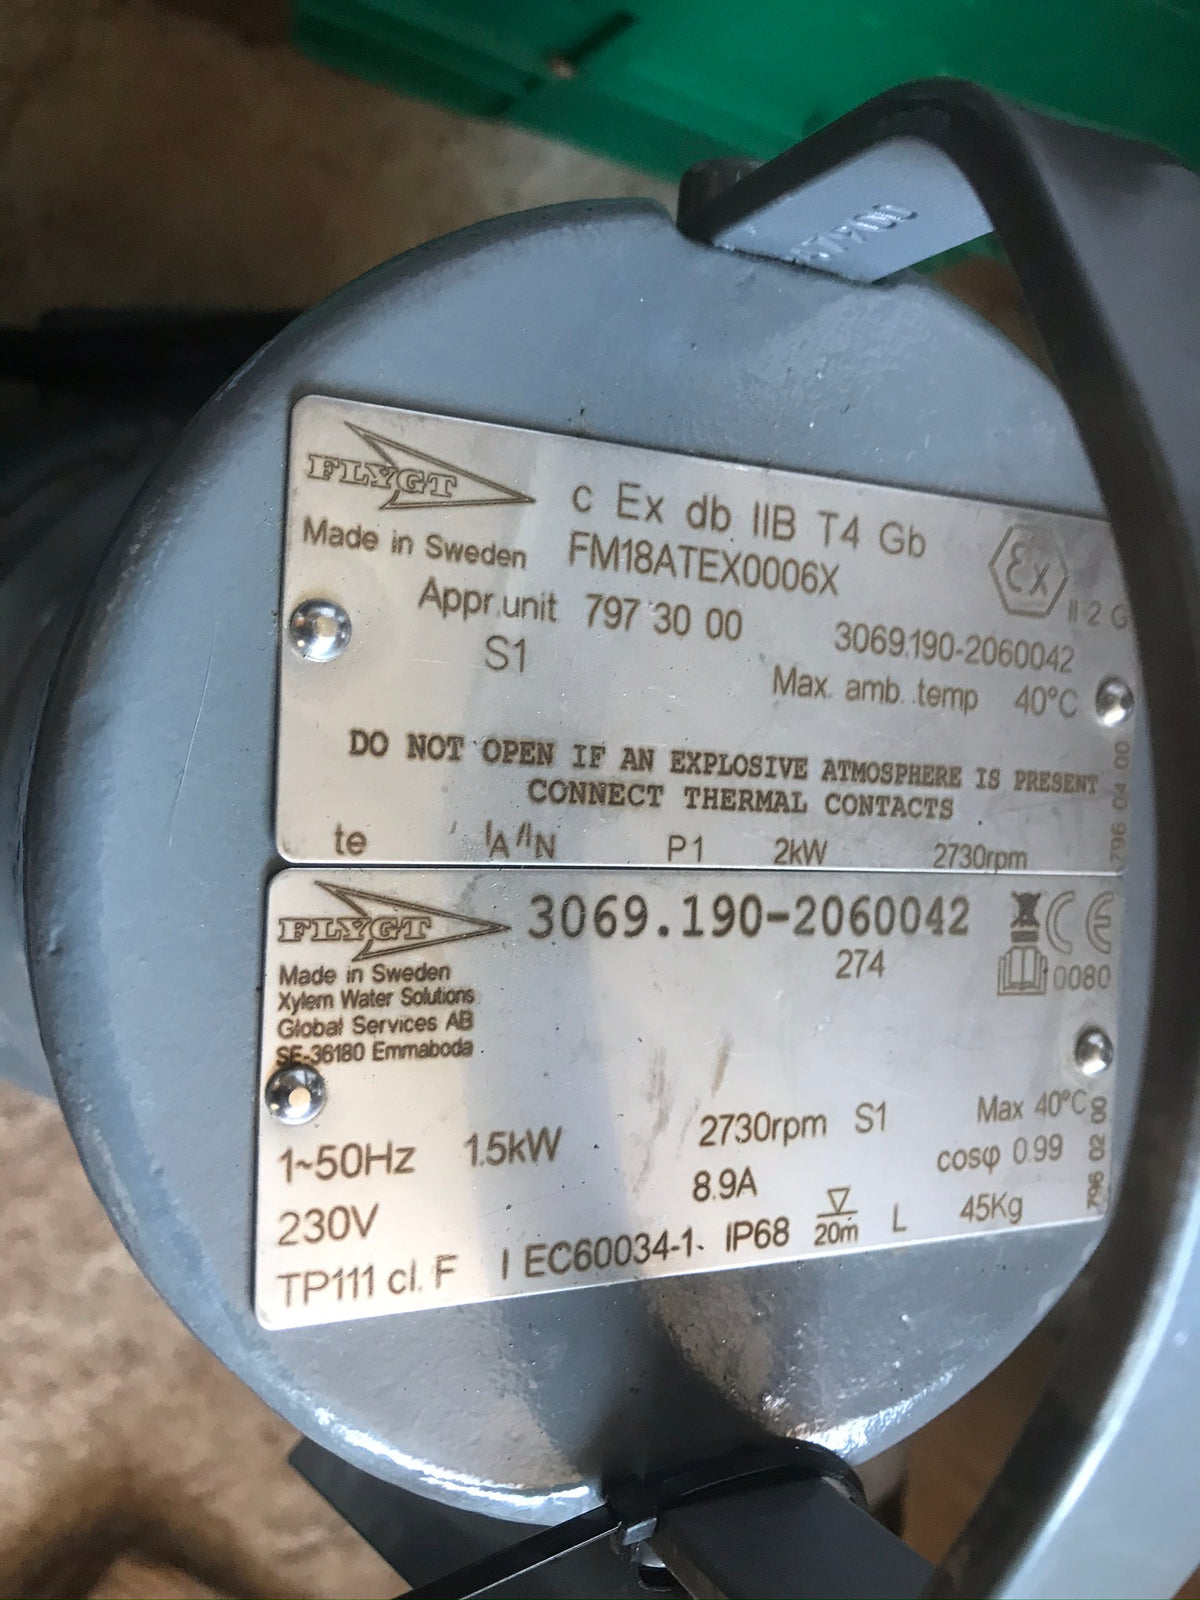 FLYGT
c Ex db IIB T4 Gb
Made in Sweden FM18ATEX0006X
Ex
II 2 G
Appr.unit 797 30 00
3069.190-2060042
S1
Max. amb. temp 40°C
DO NOT OPEN IF AN EXPLOSIVE ATMOSPHERE IS PRESENT
CONNECT THERMAL CONTACTS
te IA/IN P1 2kW 2730rpm
796 04 00
FLYGT
3069.190-2060042
274
CE
0080
Made in Sweden
Xylem Water Solutions
Global Services AB
SE-36180 Emmaboda
1~50Hz 1.5kW 2730rpm S1 Max 40°C
230V 8.9A cosφ 0.99
TP111 cl. F IEC60034-1 IP68 20m L 45Kg
796 02 00